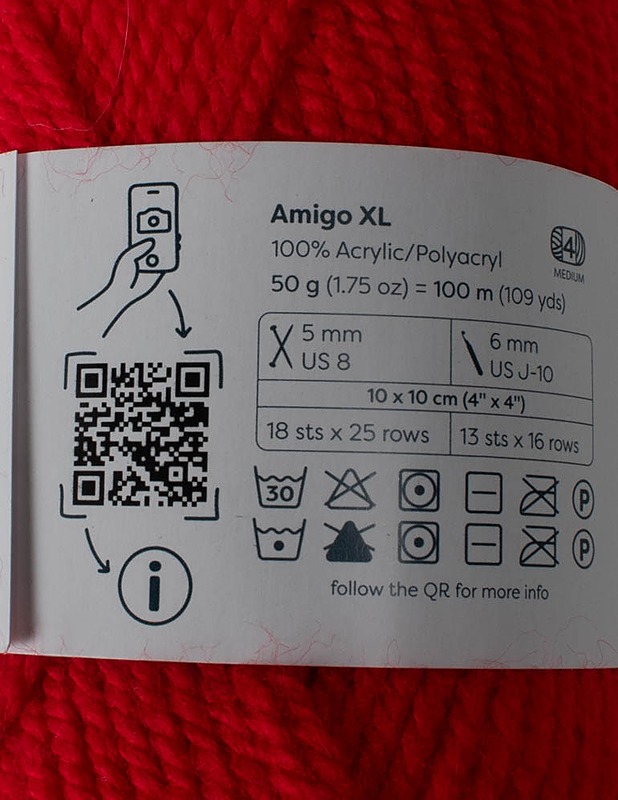 Amigo XL
100% Acrylic/Polyacryl
50 g (1.75 oz) = 100 m (109 yds)
4
MEDIUM
5 mm
US 8
6 mm
US J-10
10 x 10 cm (4" x 4")
18 sts x 25 rows
13 sts x 16 rows
30
P
P
follow the QR for more info
i